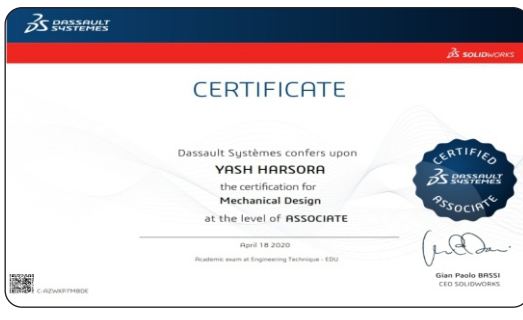 DASSAULT
SYSTEMES
SOLIDWORKS
CERTIFICATE
Dassault Systèmes confers upon
YASH HARSORA
the certification for
Mechanical Design
at the level of ASSOCIATE
April 18 2020
Academic exam at Engineering Technique - EDU
CERTIFIED
DASSAULT
SYSTEMES
ASSOCIATE
Gian Paolo BASSI
CEO SOLIDWORKS